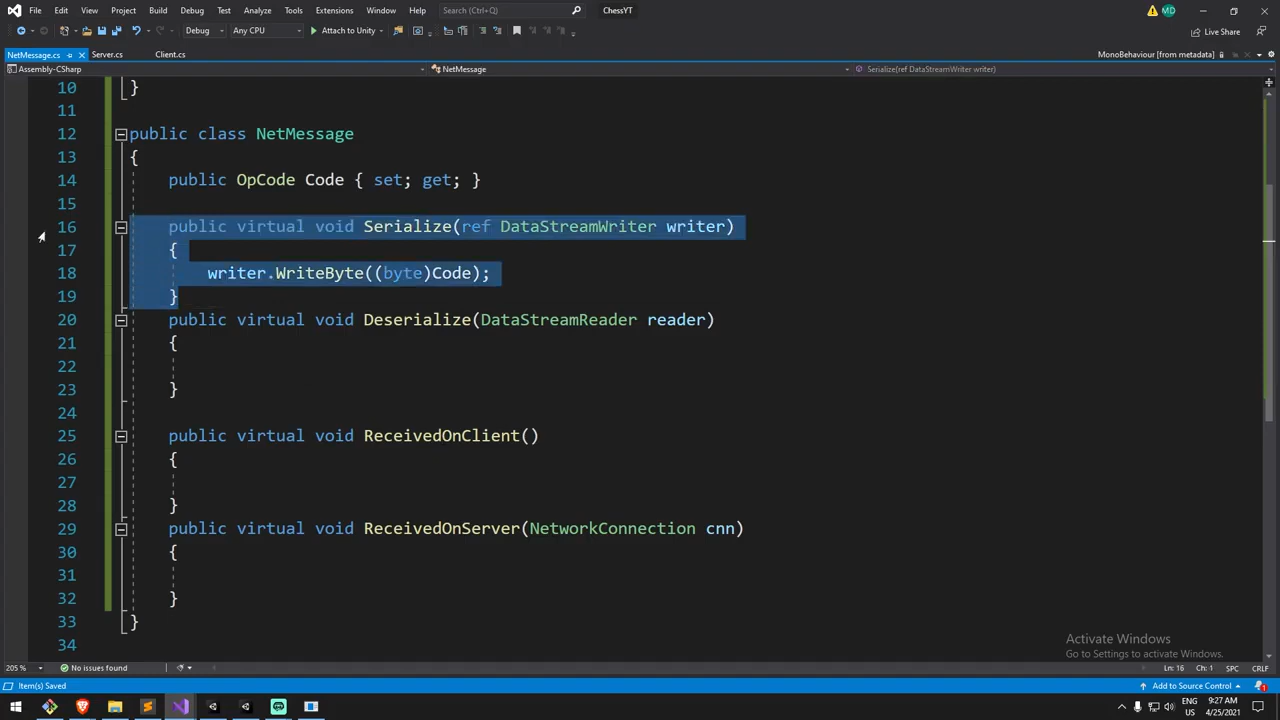 File Edit View Project Build Debug Test Analyze Tools Extensions Window Help Search (Ctrl+Q) ChessYT MD
Debug Any CPU Attach to Unity Live Share
NetMessage.cs Server.cs Client.cs MonoBehaviour [from metadata]
Assembly-CSharp NetMessage Serialize(ref DataStreamWriter writer)
10 }
11
12 public class NetMessage
13 {
14 public OpCode Code { set; get; }
15
16 public virtual void Serialize(ref DataStreamWriter writer)
17 {
18 writer.WriteByte((byte)Code);
19 }
20 public virtual void Deserialize(DataStreamReader reader)
21 {
22
23 }
24
25 public virtual void ReceivedOnClient()
26 {
27
28 }
29 public virtual void ReceivedOnServer(NetworkConnection cnn)
30 {
31
32 }
33 }
34
Activate Windows
Go to Settings to activate Windows.
205 % No issues found Ln: 16 Ch: 1 SPC CRLF
Item(s) Saved Add to Source Control 1
ENG 9:27 AM
US 4/25/2021